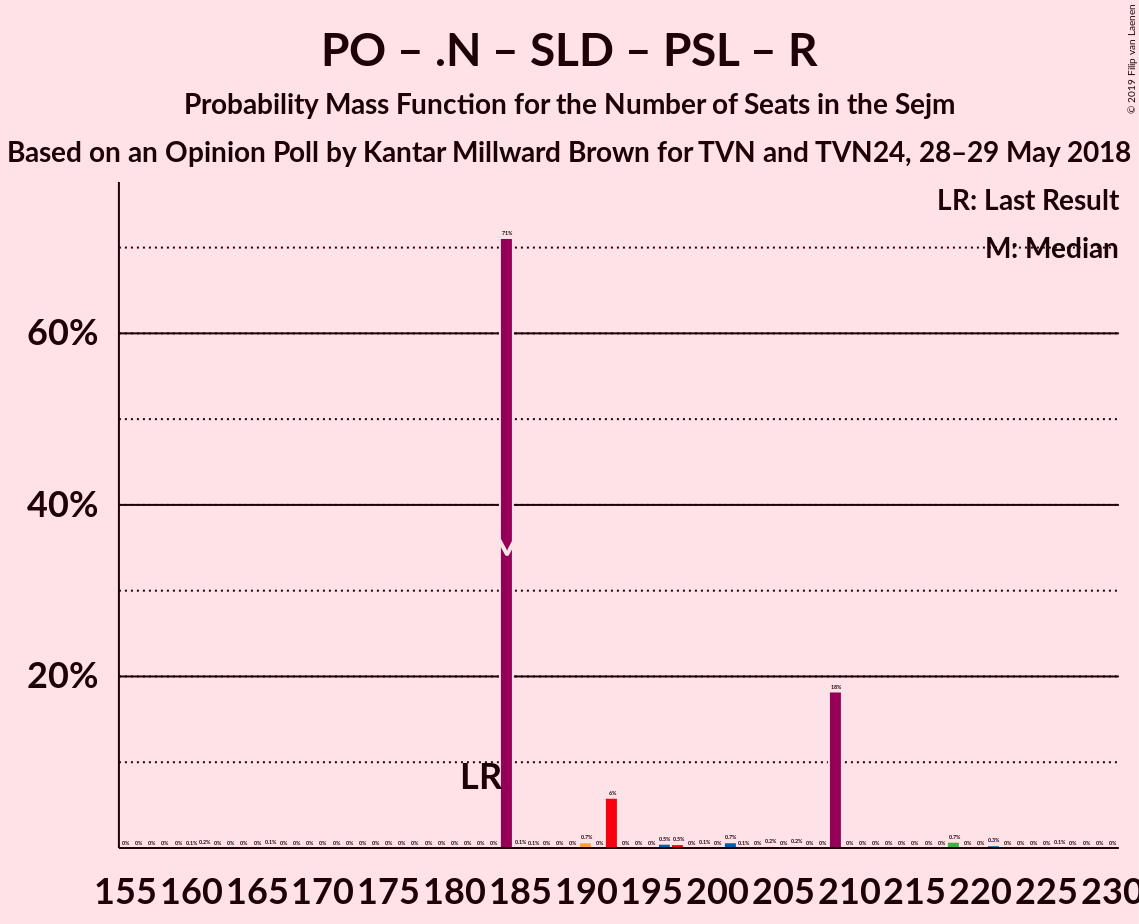 PO – .N – SLD – PSL – R
Probability Mass Function for the Number of Seats in the Sejm
Based on an Opinion Poll by Kantar Millward Brown for TVN and TVN24, 28–29 May 2018
© 2019 Filip van Laenen
LR: Last Result
M: Median
71%
60%
40%
M
20%
18%
LR
6%
155 160 165 170 175 180 185 190 195 200 205 210 215 220 225 230